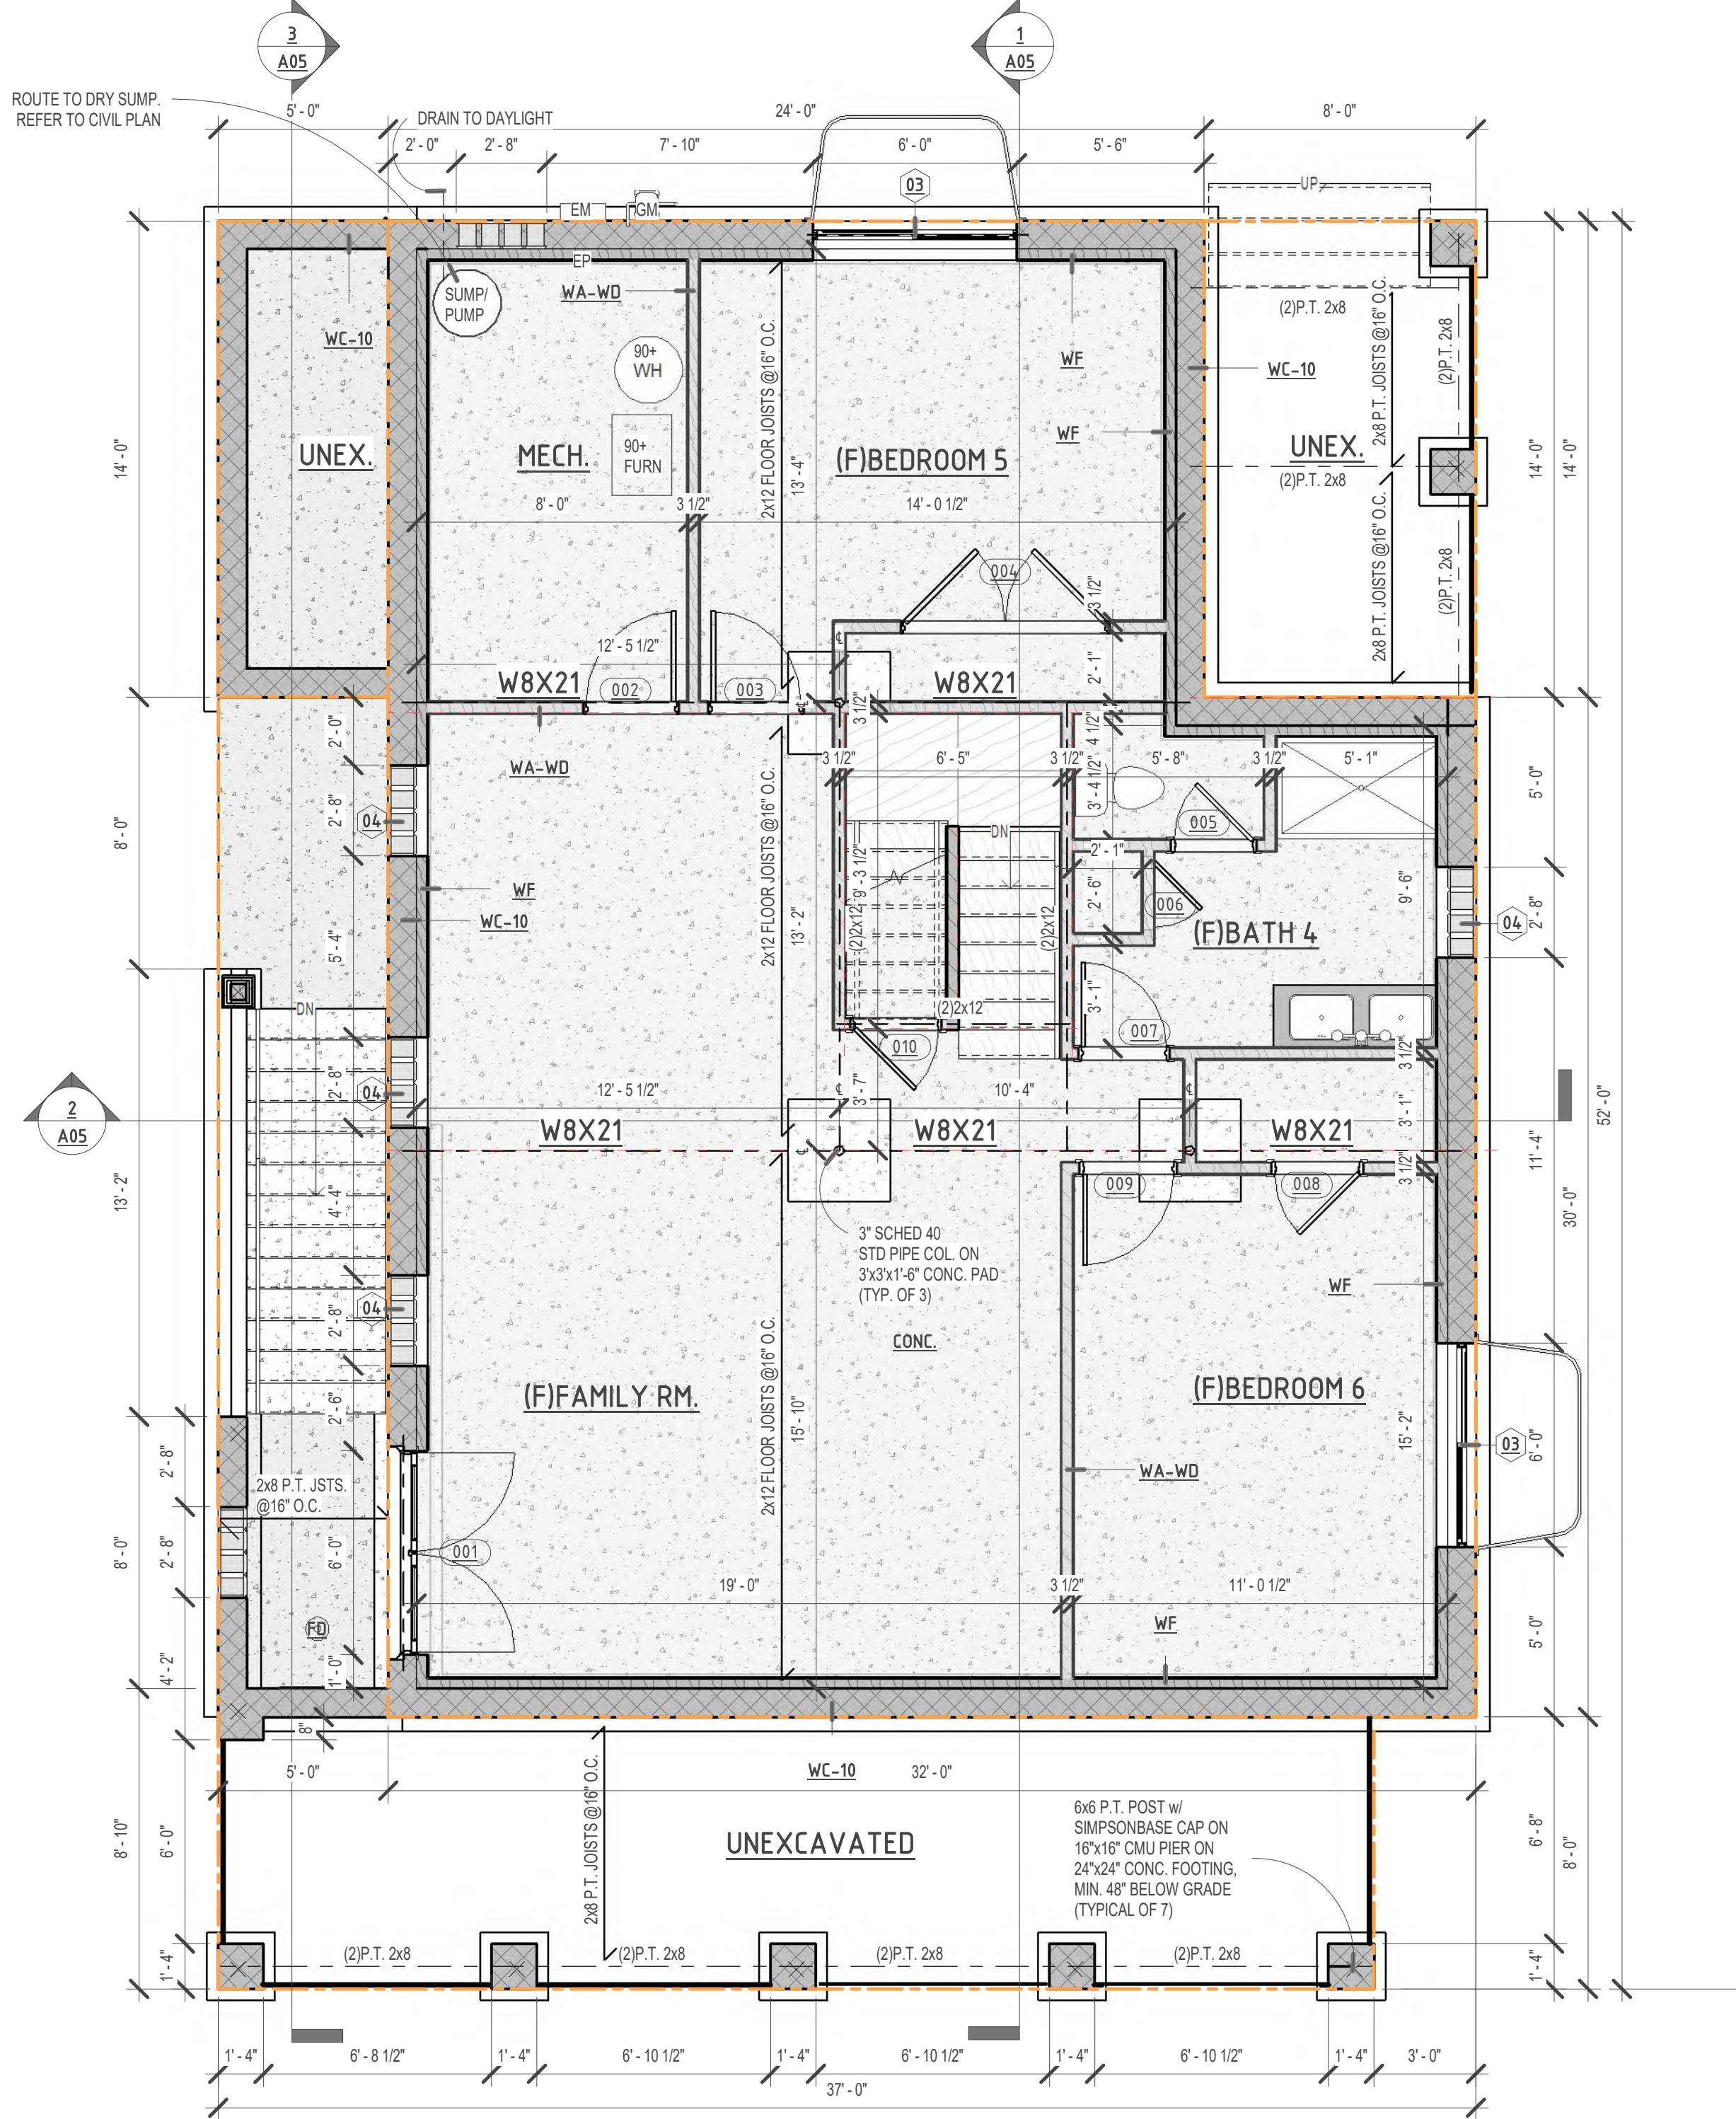 3
A05
1
A05
ROUTE TO DRY SUMP.
REFER TO CIVIL PLAN
5' - 0"
DRAIN TO DAYLIGHT
24' - 0"
8' - 0"
2' - 0"
2' - 8"
7' - 10"
6' - 0"
5' - 6"
03
UP
EM
GM
EP
SUMP/
PUMP
WA-WD
WC-10
90+
WH
90+
FURN
WF
WF
WC-10
(2)P.T. 2x8
(2)P.T. 2x8
(2)P.T. 2x8
(2)P.T. 2x8
2x8 P.T. JOISTS @16" O.C.
2x8 P.T. JOISTS @16" O.C.
UNEX.
MECH.
(F)BEDROOM 5
UNEX.
14' - 0"
14' - 0"
14' - 0"
2x12 FLOOR JOISTS @16" O.C.
13' - 4"
8' - 0"
3 1/2"
14' - 0 1/2"
004
3 1/2"
12' - 5 1/2"
℄
W8X21
002
003
W8X21
2' - 1"
℄
3 1/2"
2' - 0"
WA-WD
3 1/2"
6' - 5"
3 1/2"
4 1/2"
5' - 8"
3 1/2"
5' - 1"
5' - 0"
3' - 4 1/2"
2x12 FLOOR JOISTS @16" O.C.
13' - 2"
8' - 0"
2' - 8"
04
005
DN
2' - 1"
WF
WC-10
9' - 3 1/2"
(2)2x12
(2)2x12
2' - 6"
006
9' - 6"
(F)BATH 4
04
2' - 8"
5' - 4"
DN
(2)2x12
3' - 1"
007
010
3 1/2"
2
A05
2' - 8"
04
12' - 5 1/2"
℄
3' - 7"
10' - 4"
℄
3' - 1"
W8X21
W8X21
W8X21
℄
3 1/2"
11' - 4"
52' - 0"
30' - 0"
13' - 2"
4' - 4"
009
008
3" SCHED 40
STD PIPE COL. ON
3'x3'x1'-6" CONC. PAD
(TYP. OF 3)
WF
2' - 8"
04
CONC.
2' - 6"
(F)FAMILY RM.
2x12 FLOOR JOISTS @16" O.C.
15' - 10"
(F)BEDROOM 6
15' - 2"
03
6' - 0"
WA-WD
2' - 8"
2x8 P.T. JSTS.
@16" O.C.
8' - 0"
2' - 8"
6' - 0"
001
19' - 0"
3 1/2"
11' - 0 1/2"
FD
WF
5' - 0"
4' - 2"
1' - 0"
8"
5' - 0"
WC-10
32' - 0"
2x8 P.T. JOISTS @16" O.C.
UNEXCAVATED
6x6 P.T. POST w/
SIMPSONBASE CAP ON
16"x16" CMU PIER ON
24"x24" CONC. FOOTING,
MIN. 48" BELOW GRADE
(TYPICAL OF 7)
8' - 10"
6' - 0"
6' - 8"
8' - 0"
(2)P.T. 2x8
(2)P.T. 2x8
(2)P.T. 2x8
(2)P.T. 2x8
1' - 4"
1' - 4"
1' - 4"
6' - 8 1/2"
1' - 4"
6' - 10 1/2"
1' - 4"
6' - 10 1/2"
1' - 4"
6' - 10 1/2"
1' - 4"
3' - 0"
37' - 0"